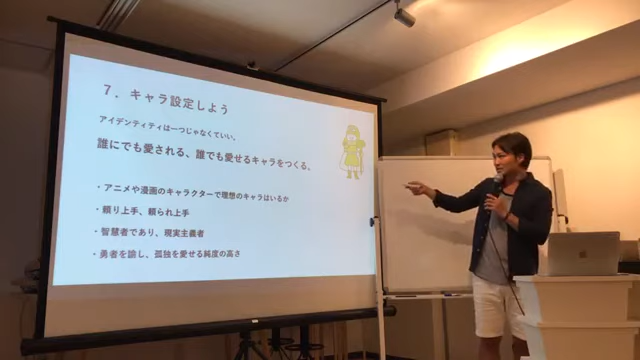 ７．キャラ設定しよう
アイデンティティは一つじゃなくていい。
誰にでも愛される、誰でも愛せるキャラをつくる。
・アニメや漫画のキャラクターで理想のキャラはいるか
・頼り上手、頼られ上手
・智慧者であり、現実主義者
・勇者を諭し、孤独を愛せる純度の高さ